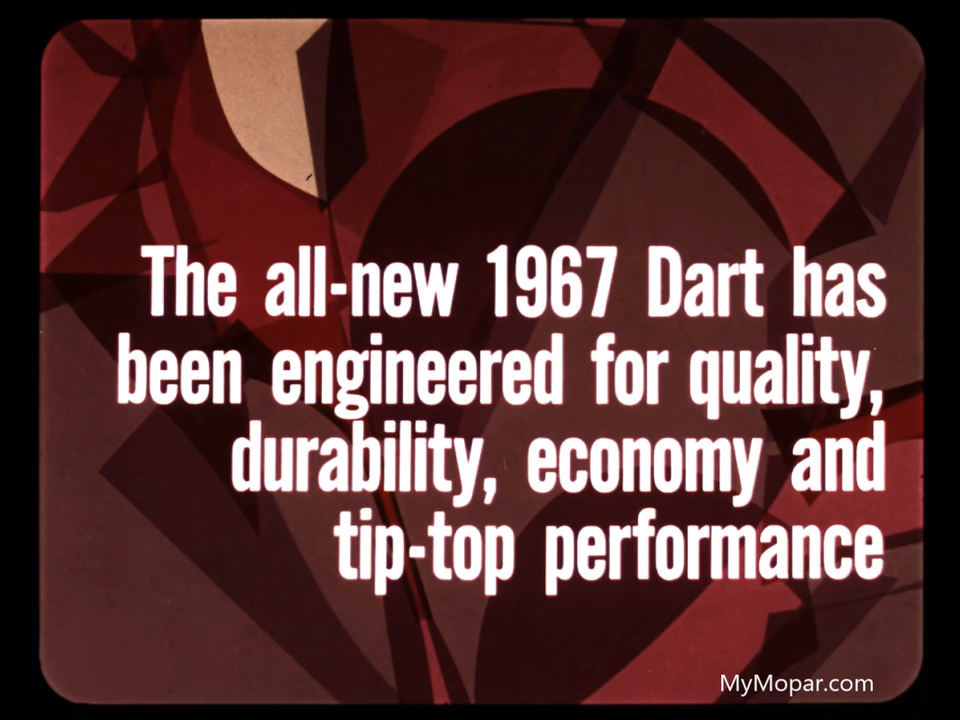 The all-new 1967 Dart has
been engineered for quality,
durability, economy and
tip-top performance
MyMopar.com